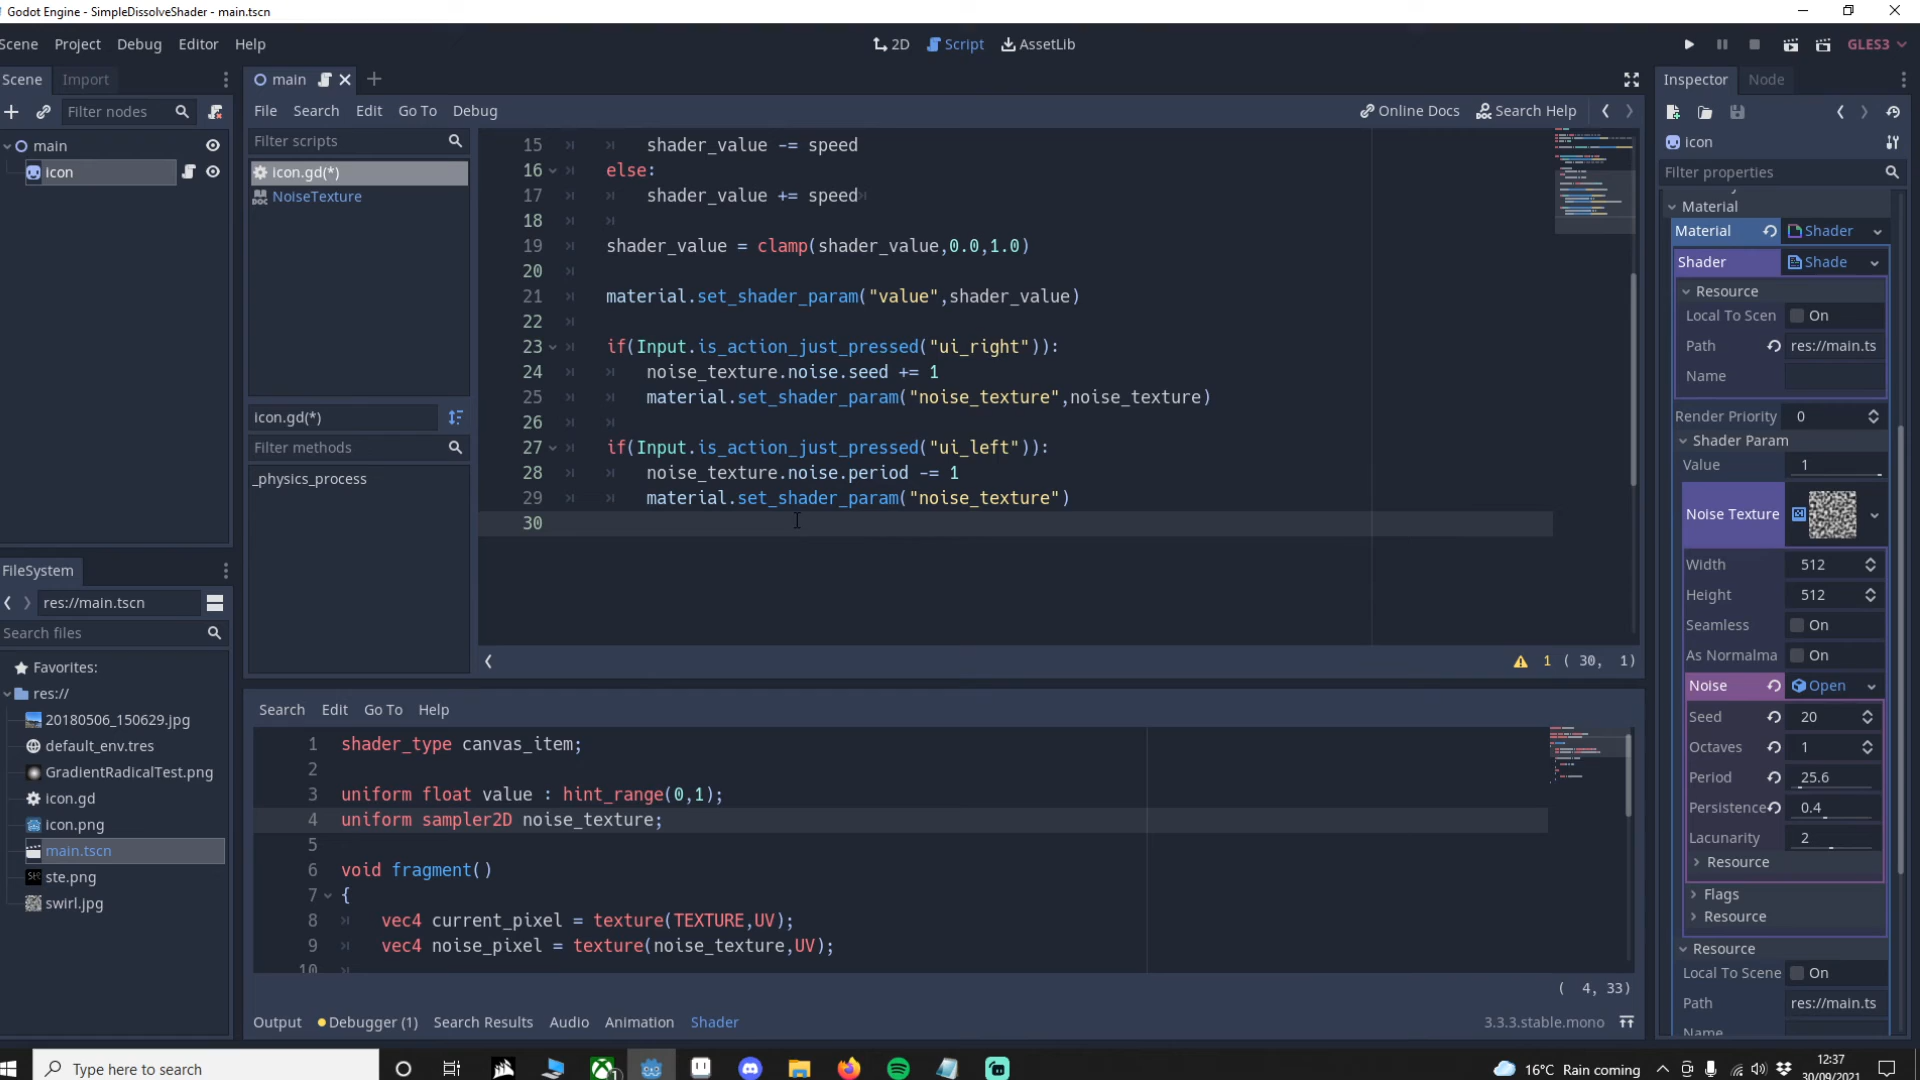 Godot Engine - SimpleDissolveShader - main.tscn
Scene Project Debug Editor Help
2D Script AssetLib
GLES3
Scene Import
Filter nodes
main
icon
FileSystem
res://main.tscn
Search files
Favorites:
res://
20180506_150629.jpg
default_env.tres
GradientRadicalTest.png
icon.gd
icon.png
main.tscn
ste.png
swirl.jpg
main
File Search Edit Go To Debug
Online Docs Search Help
Filter scripts
icon.gd(*)
NoiseTexture
icon.gd(*)
Filter methods
_physics_process
15 shader_value -= speed
16 else:
17 shader_value += speed
18
19 shader_value = clamp(shader_value,0.0,1.0)
20
21 material.set_shader_param("value",shader_value)
22
23 if(Input.is_action_just_pressed("ui_right")):
24 noise_texture.noise.seed += 1
25 material.set_shader_param("noise_texture",noise_texture)
26
27 if(Input.is_action_just_pressed("ui_left")):
28 noise_texture.noise.period -= 1
29 material.set_shader_param("noise_texture")
30
1 ( 30, 1)
Search Edit Go To Help
1 shader_type canvas_item;
2
3 uniform float value : hint_range(0,1);
4 uniform sampler2D noise_texture;
5
6 void fragment()
7 {
8 vec4 current_pixel = texture(TEXTURE,UV);
9 vec4 noise_pixel = texture(noise_texture,UV);
10
( 4, 33)
Output Debugger (1) Search Results Audio Animation Shader
3.3.3.stable.mono
Inspector Node
icon
Filter properties
Material
Material Shader
Shader Shade
Resource
Local To Scen On
Path res://main.ts
Name
Render Priority 0
Shader Param
Value 1
Noise Texture
Width 512
Height 512
Seamless On
As Normalma On
Noise Open
Seed 20
Octaves 1
Period 25.6
Persistence 0.4
Lacunarity 2
Resource
Flags
Resource
Resource
Local To Scene On
Path res://main.ts
Name
Type here to search
1
16°C Rain coming
12:37
30/09/2021